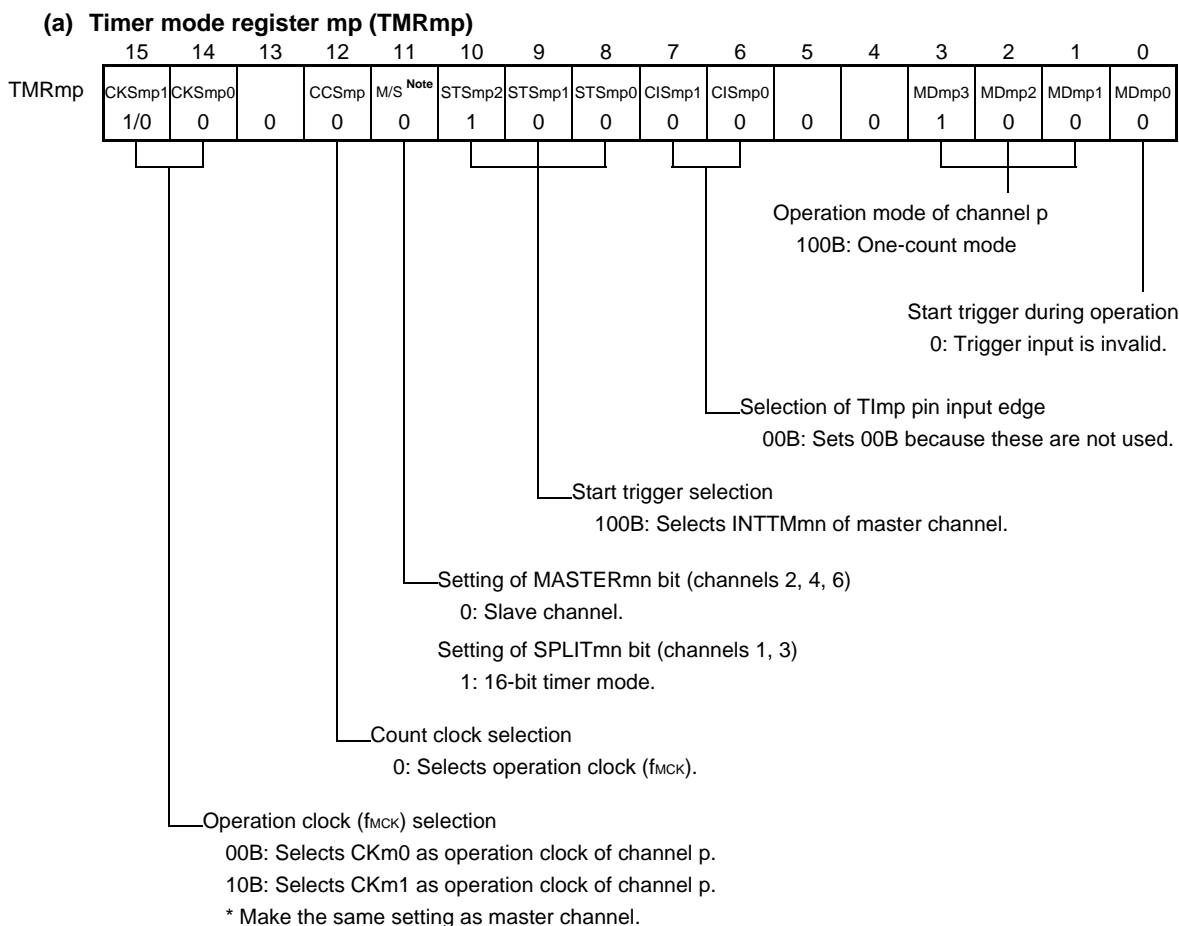 (a) Timer mode register mp (TMRmp)
15 14 13 12 11 10 9 8 7 6 5 4 3 2 1 0
TMRmp CKSmp1 CKSmp0 CCSmp M/S Note STSmp2 STSmp1 STSmp0 CISmp1 CISmp0 MDmp3 MDmp2 MDmp1 MDmp0
1/0 0 0 0 0 1 0 0 0 0 0 0 1 0 0 0
Operation mode of channel p
100B: One-count mode
Start trigger during operation
0: Trigger input is invalid.
Selection of TImp pin input edge
00B: Sets 00B because these are not used.
Start trigger selection
100B: Selects INTTMmn of master channel.
Setting of MASTERmn bit (channels 2, 4, 6)
0: Slave channel.
Setting of SPLITmn bit (channels 1, 3)
1: 16-bit timer mode.
Count clock selection
0: Selects operation clock (fMCK).
Operation clock (fMCK) selection
00B: Selects CKm0 as operation clock of channel p.
10B: Selects CKm1 as operation clock of channel p.
* Make the same setting as master channel.